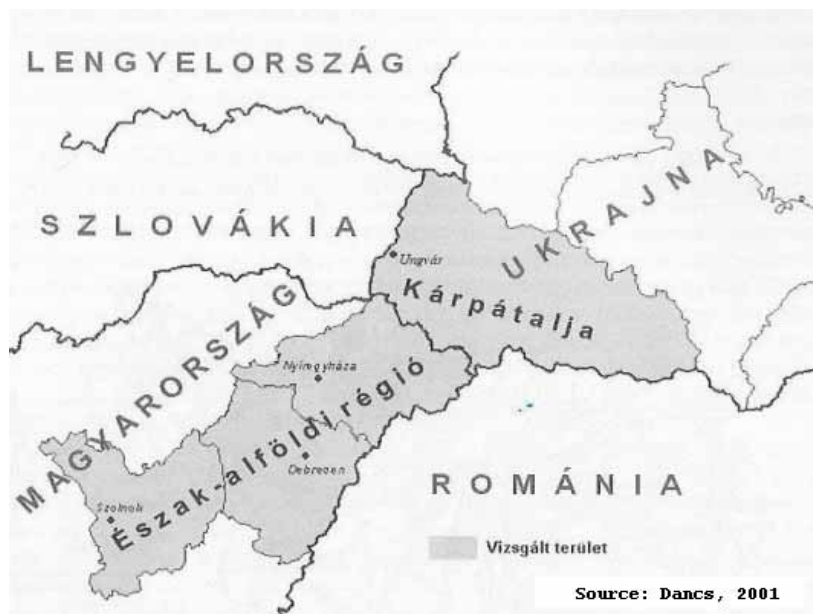 LENGYELORSZÁG
SZLOVÁKIA
UKRAJNA
Ungvár
Kárpátalja
MAGYARORSZÁG
Nyíregyháza
Észak-alföldi régió
Debrecen
Szolnok
ROMÁNIA
Vizsgált terület
Source: Dancs, 2001